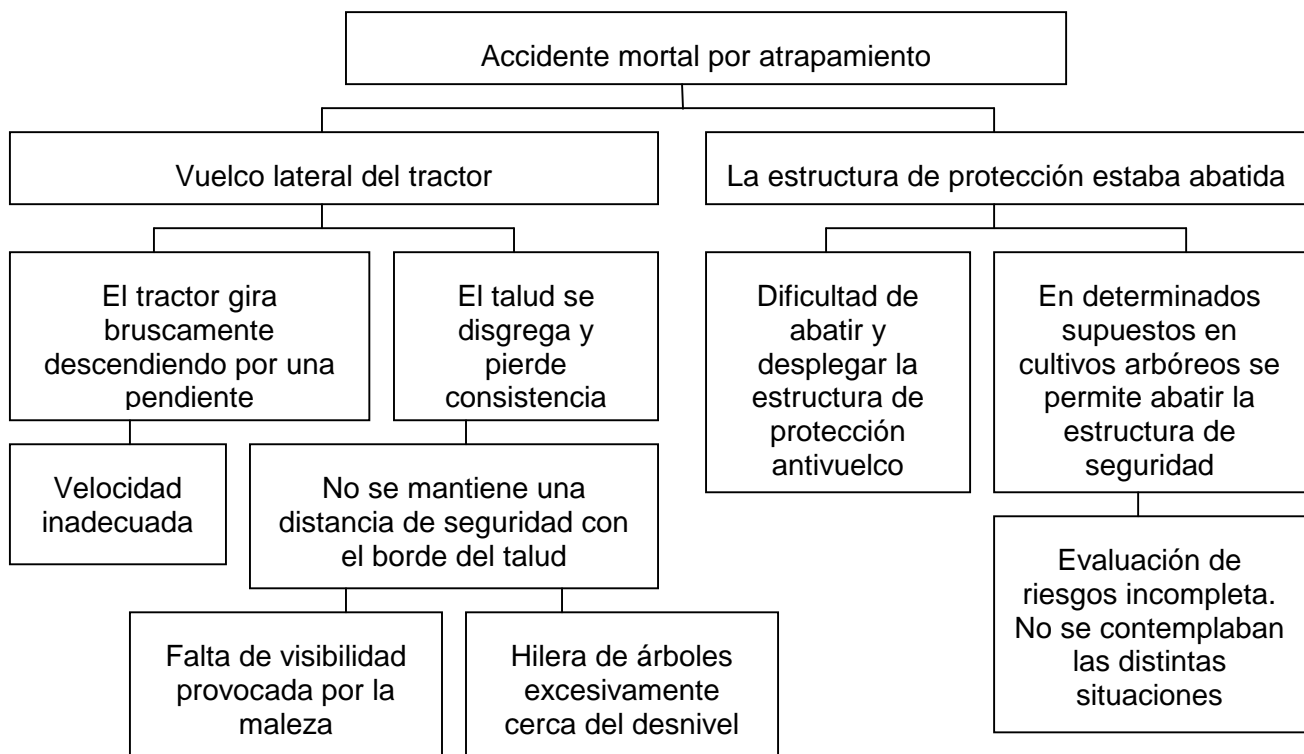 Accidente mortal por atrapamiento
Vuelco lateral del tractor
La estructura de protección estaba abatida
El tractor gira
bruscamente
descendiendo por una
pendiente
El talud se
disgrega y
pierde
consistencia
Dificultad de
abatir y
desplegar la
estructura de
protección
antivuelco
En determinados
supuestos en
cultivos arbóreos se
permite abatir la
estructura de
seguridad
Velocidad
inadecuada
No se mantiene una
distancia de seguridad con
el borde del talud
Evaluación de
riesgos incompleta.
No se contemplaban
las distintas
situaciones
Falta de visibilidad
provocada por la
maleza
Hilera de árboles
excesivamente
cerca del desnivel